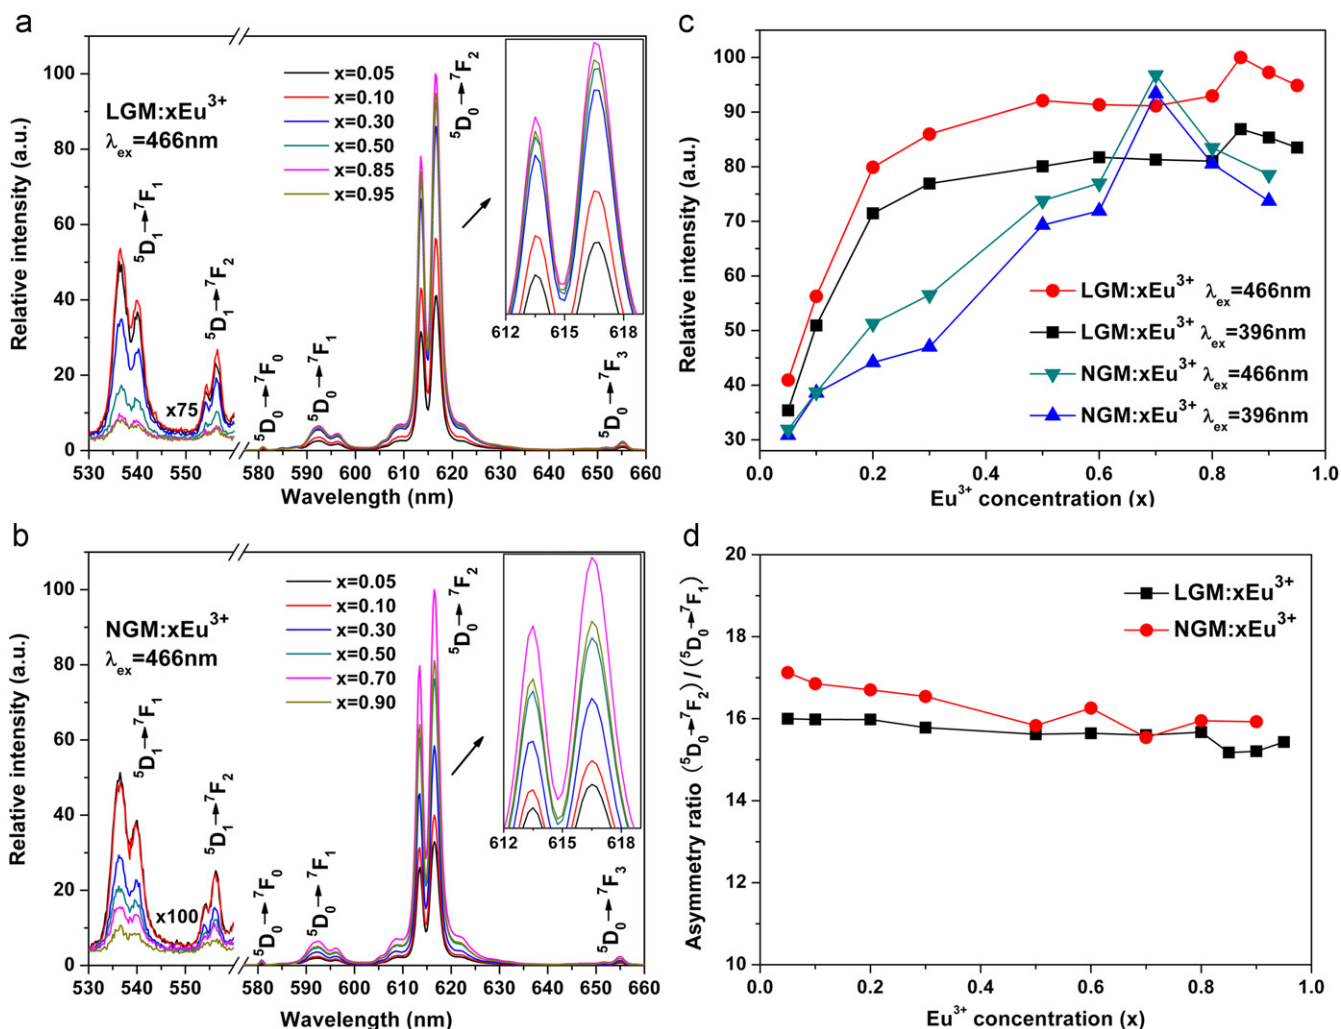 a
Relative intensity (a.u.)
100
80
60
40
20
0
LGM:xEu³⁺
λex=466nm
x=0.05
x=0.10
x=0.30
x=0.50
x=0.85
x=0.95
⁵D₁→⁷F₁
⁵D₁→⁷F₂
x75
⁵D₀→⁷F₀
⁵D₀→⁷F₁
⁵D₀→⁷F₂
⁵D₀→⁷F₃
612 615 618
530 540 550 580 590 600 610 620 630 640 650 660
Wavelength (nm)
b
Relative intensity (a.u.)
100
80
60
40
20
0
NGM:xEu³⁺
λex=466nm
x=0.05
x=0.10
x=0.30
x=0.50
x=0.70
x=0.90
⁵D₁→⁷F₁
⁵D₁→⁷F₂
x100
⁵D₀→⁷F₀
⁵D₀→⁷F₁
⁵D₀→⁷F₂
⁵D₀→⁷F₃
612 615 618
530 540 550 580 590 600 610 620 630 640 650 660
Wavelength (nm)
c
Relative intensity (a.u.)
100
90
80
70
60
50
40
30
LGM:xEu³⁺ λex=466nm
LGM:xEu³⁺ λex=396nm
NGM:xEu³⁺ λex=466nm
NGM:xEu³⁺ λex=396nm
0.0 0.2 0.4 0.6 0.8 1.0
Eu³⁺ concentration (x)
d
Asymmetry ratio (⁵D₀→⁷F₂) / (⁵D₀→⁷F₁)
20
18
16
14
12
10
LGM:xEu³⁺
NGM:xEu³⁺
0.0 0.2 0.4 0.6 0.8 1.0
Eu³⁺ concentration (x)